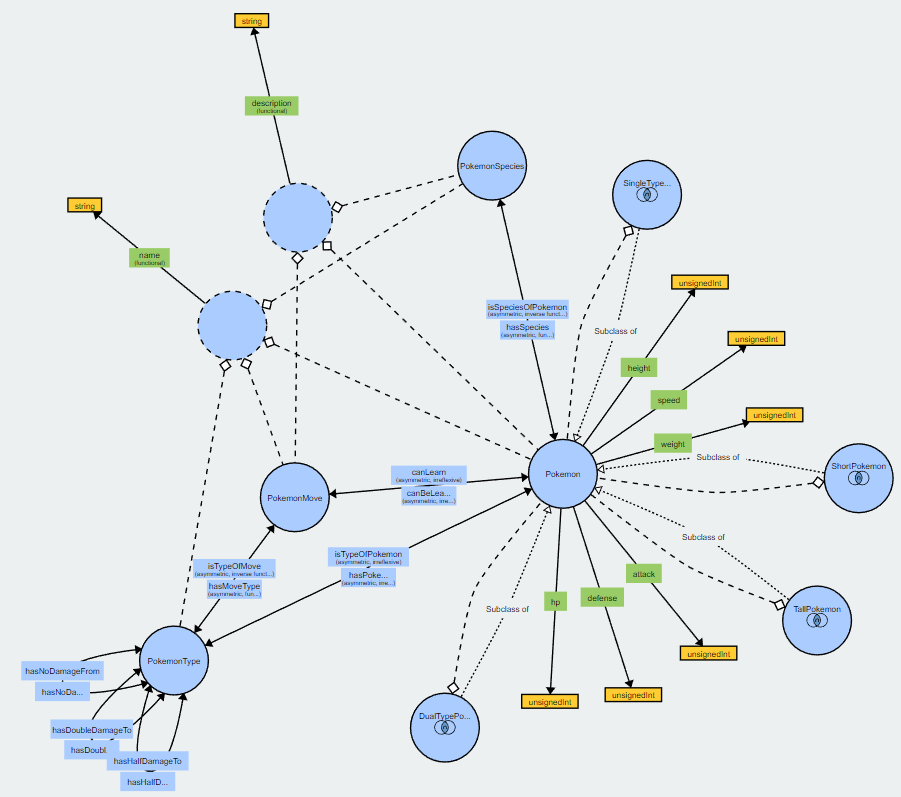 string
description
(functional)
PokemonSpecies
SingleType...
string
name
(functional)
unsignedInt
isSpeciesOfPokemon
(asymmetric, inverse funct...)
hasSpecies
(asymmetric, fun...)
Subclass of
unsignedInt
height
speed
unsignedInt
weight
Subclass of
ShortPokemon
canLearn
(asymmetric, irreflexive)
canBeLea...
(asymmetric, irre...)
Pokemon
PokemonMove
Subclass of
isTypeOfPokemon
(asymmetric, irreflexive)
hasPoke...
(asymmetric, irre...)
isTypeOfMove
(asymmetric, inverse funct...)
hasMoveType
(asymmetric, fun...)
attack
defense
hp
Subclass of
TallPokemon
unsignedInt
PokemonType
hasNoDamageFrom
hasNoDa...
unsignedInt
unsignedInt
DualTypePo...
hasDoubleDamageTo
hasDoubl
hasHalfDamageTo
hasHalfD...